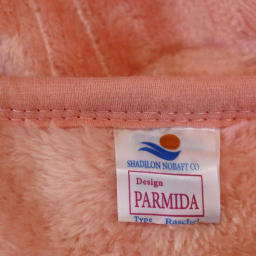 SHADILON NOBAFT CO.
Design
PARMIDA
Type Raschel